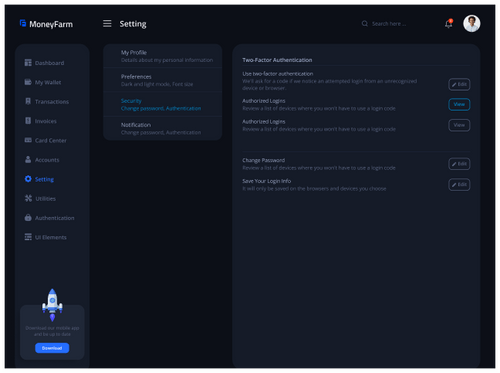 MoneyFarm
Setting
Search here ...
Dashboard
My Wallet
Transactions
Invoices
Card Center
Accounts
Setting
Utilities
Authentication
UI Elements
Download our mobile app
and be up to date
Download
My Profile
Details about my personal information
Preferences
Dark and light mode, Font size
Security
Change password, Authentication
Notification
Change password, Authentication
Two-Factor Authentication
Use two-factor authentication
We'll ask for a code if we notice an attempted login from an unrecognized
device or browser
Edit
Authorized Logins
Review a list of devices where you won't have to use a login code
View
Authorized Logins
Review a list of devices where you won't have to use a login code
View
Change Password
Review a list of devices where you won't have to use a login code
Edit
Save Your Login Info
It will only be saved on the browsers and devices you choose
Edit